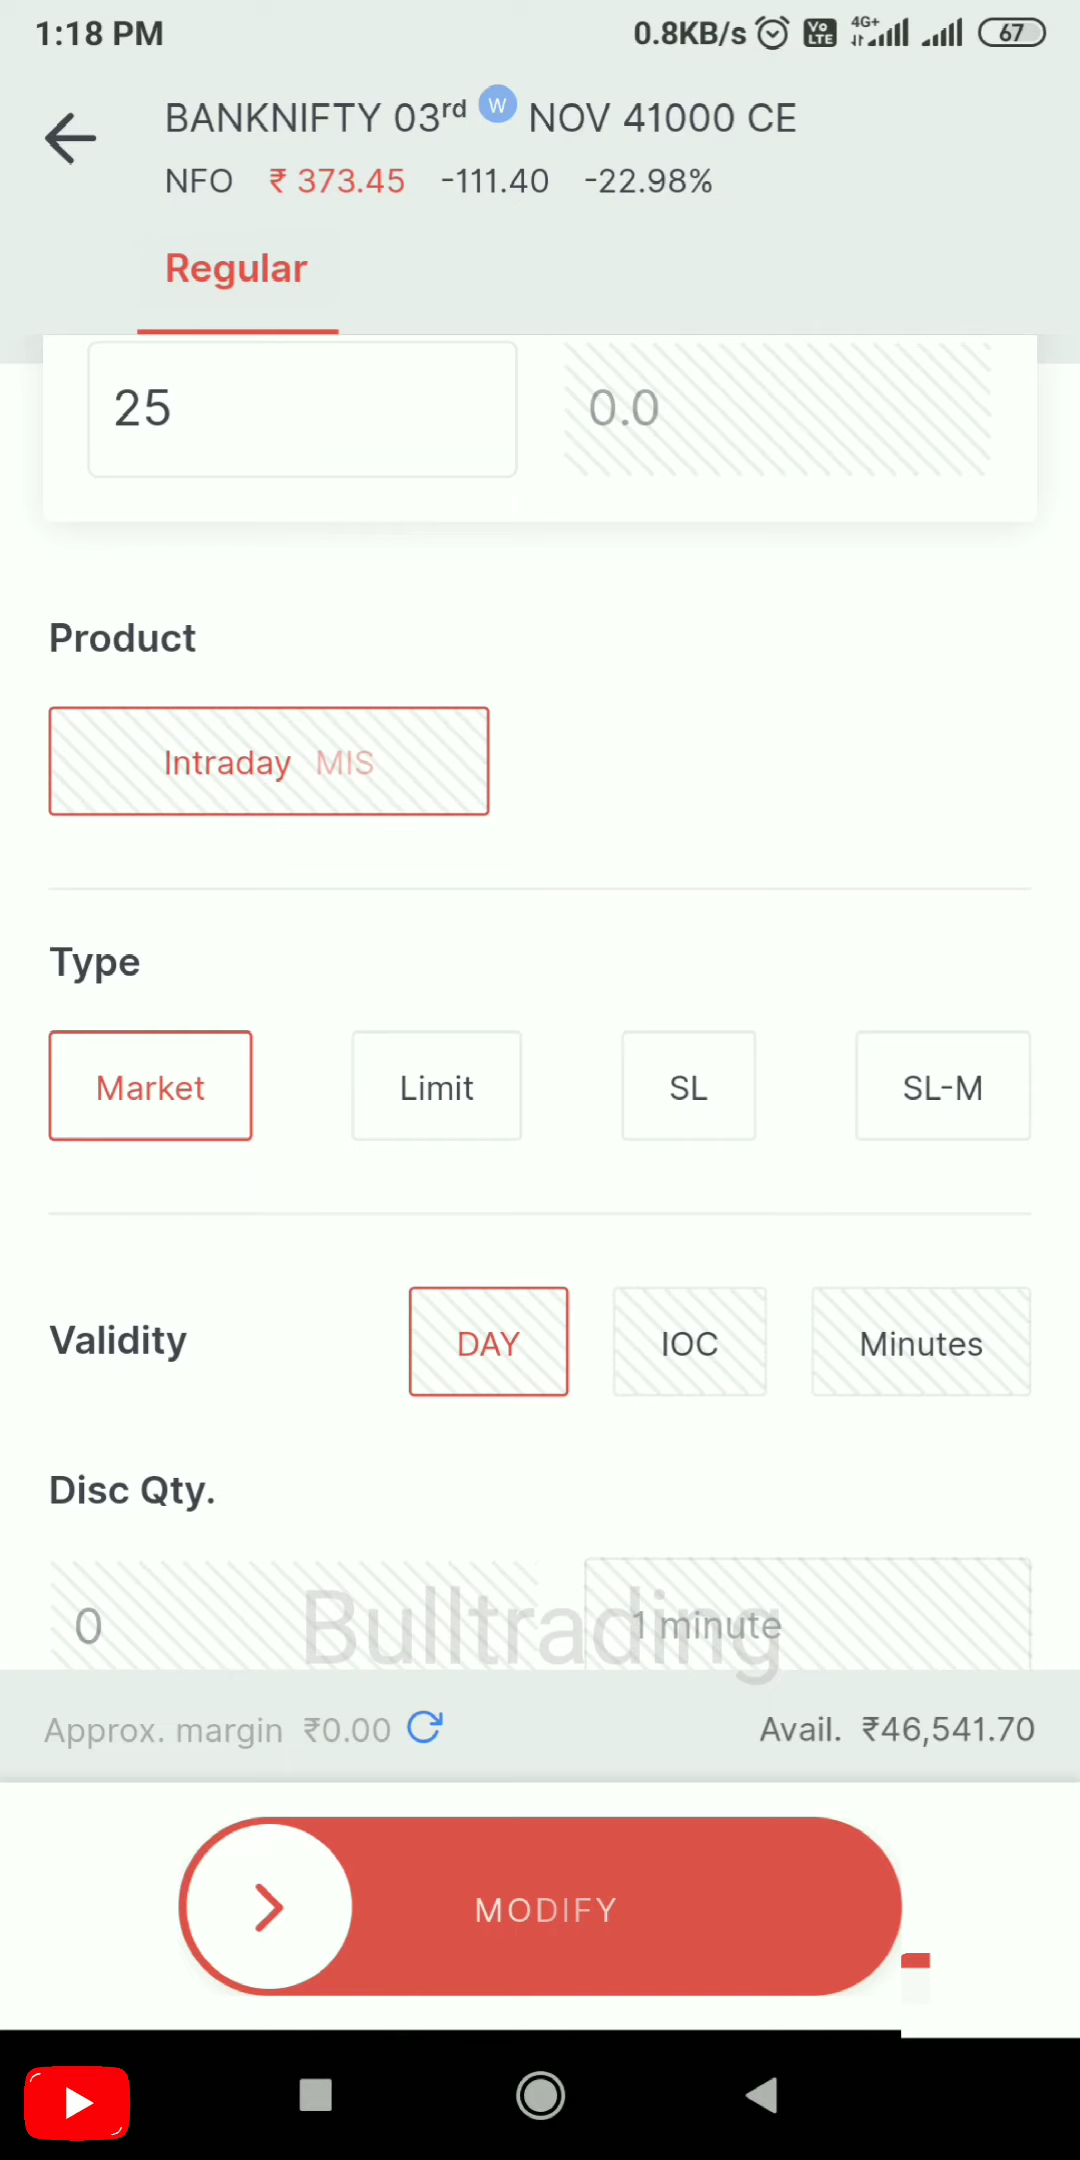 1:18 PM 0.8KB/s Vo LTE 4G+ 67
BANKNIFTY 03rd W NOV 41000 CE
NFO ₹ 373.45 -111.40 -22.98%
Regular
25 0.0
Product
Intraday MIS
Type
Market Limit SL SL-M
Validity DAY IOC Minutes
Disc Qty.
0 1 minute
Bulltrading
Approx. margin ₹0.00 Avail. ₹46,541.70
MODIFY